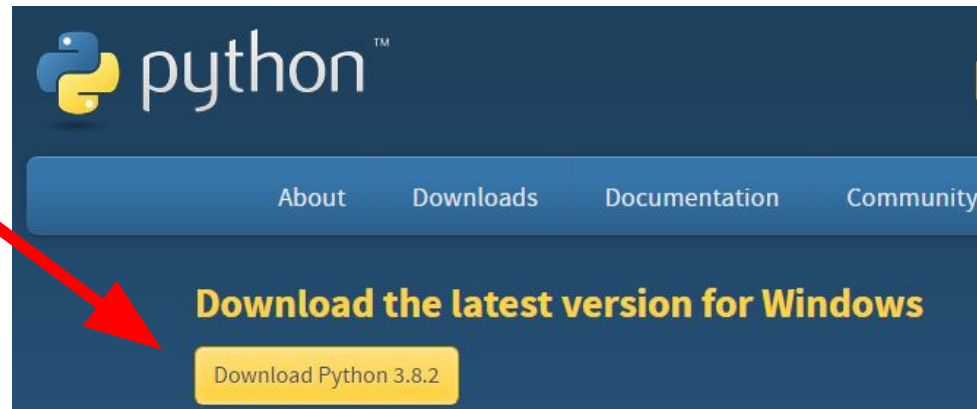 python™
About Downloads Documentation Community
Download the latest version for Windows
Download Python 3.8.2